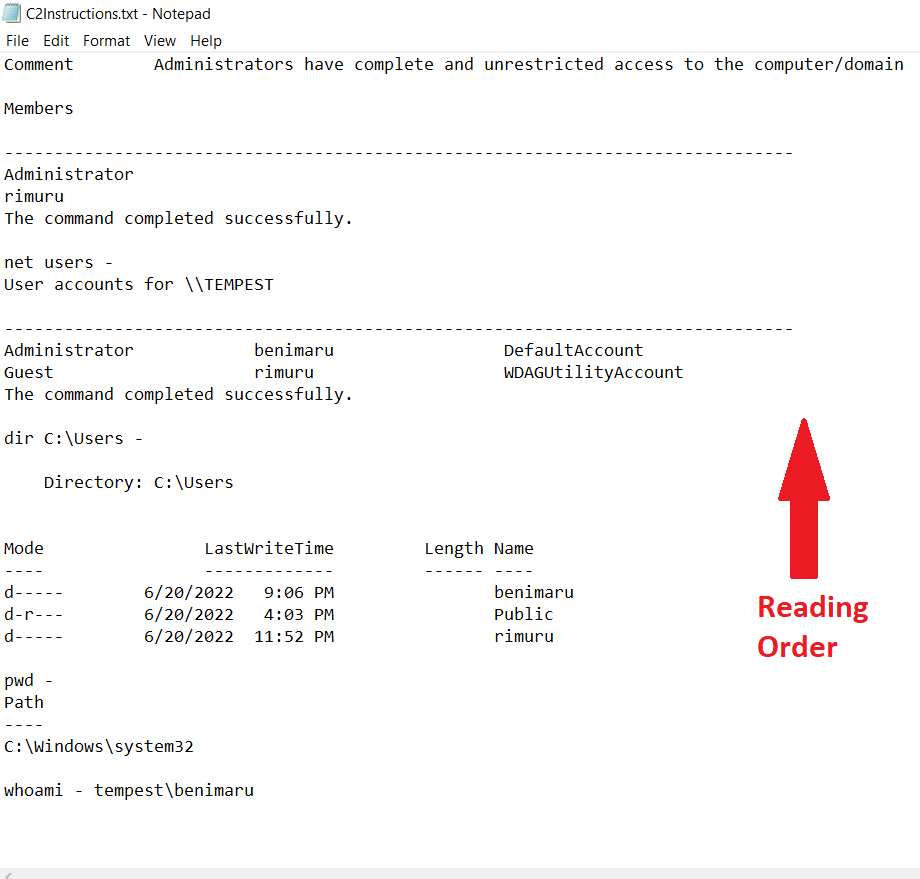 C2Instructions.txt - Notepad
File Edit Format View Help
Comment        Administrators have complete and unrestricted access to the computer/domain
Members
-------------------------------------------------------------------------------
Administrator
rimuru
The command completed successfully.
net users -
User accounts for \\TEMPEST
-------------------------------------------------------------------------------
Administrator            benimaru                 DefaultAccount
Guest                    rimuru                   WDAGUtilityAccount
The command completed successfully.
dir C:\Users -
    Directory: C:\Users
Mode                LastWriteTime         Length Name
----                -------------         ------ ----
d-----        6/20/2022   9:06 PM                benimaru
d-r---        6/20/2022   4:03 PM                Public
d-----        6/20/2022  11:52 PM                rimuru
Reading
Order
pwd -
Path
----
C:\Windows\system32
whoami - tempest\benimaru